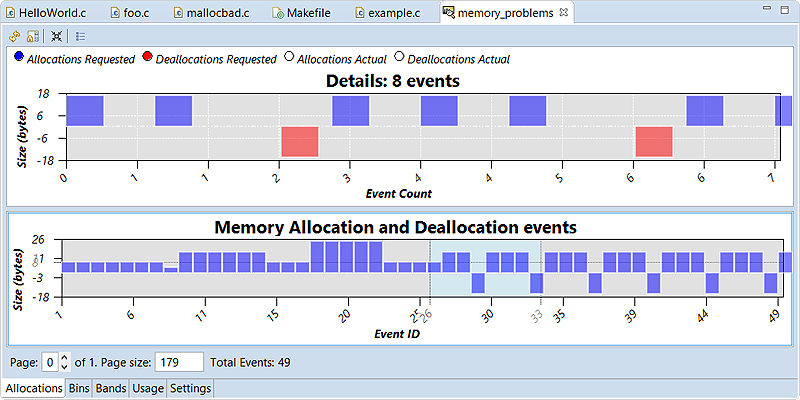 HelloWorld.c foo.c mallocbad.c Makefile example.c memory_problems
Allocations Requested Deallocations Requested Allocations Actual Deallocations Actual
Details: 8 events
Size (bytes)
18
6
-6
-18
0 1 1 2 3 4 4 5 6 6 7
Event Count
Memory Allocation and Deallocation events
Size (bytes)
26
11
-3
-18
1 6 11 15 20 25 26 30 33 35 39 44 49
Event ID
Page: 0 of 1. Page size: 179 Total Events: 49
Allocations Bins Bands Usage Settings